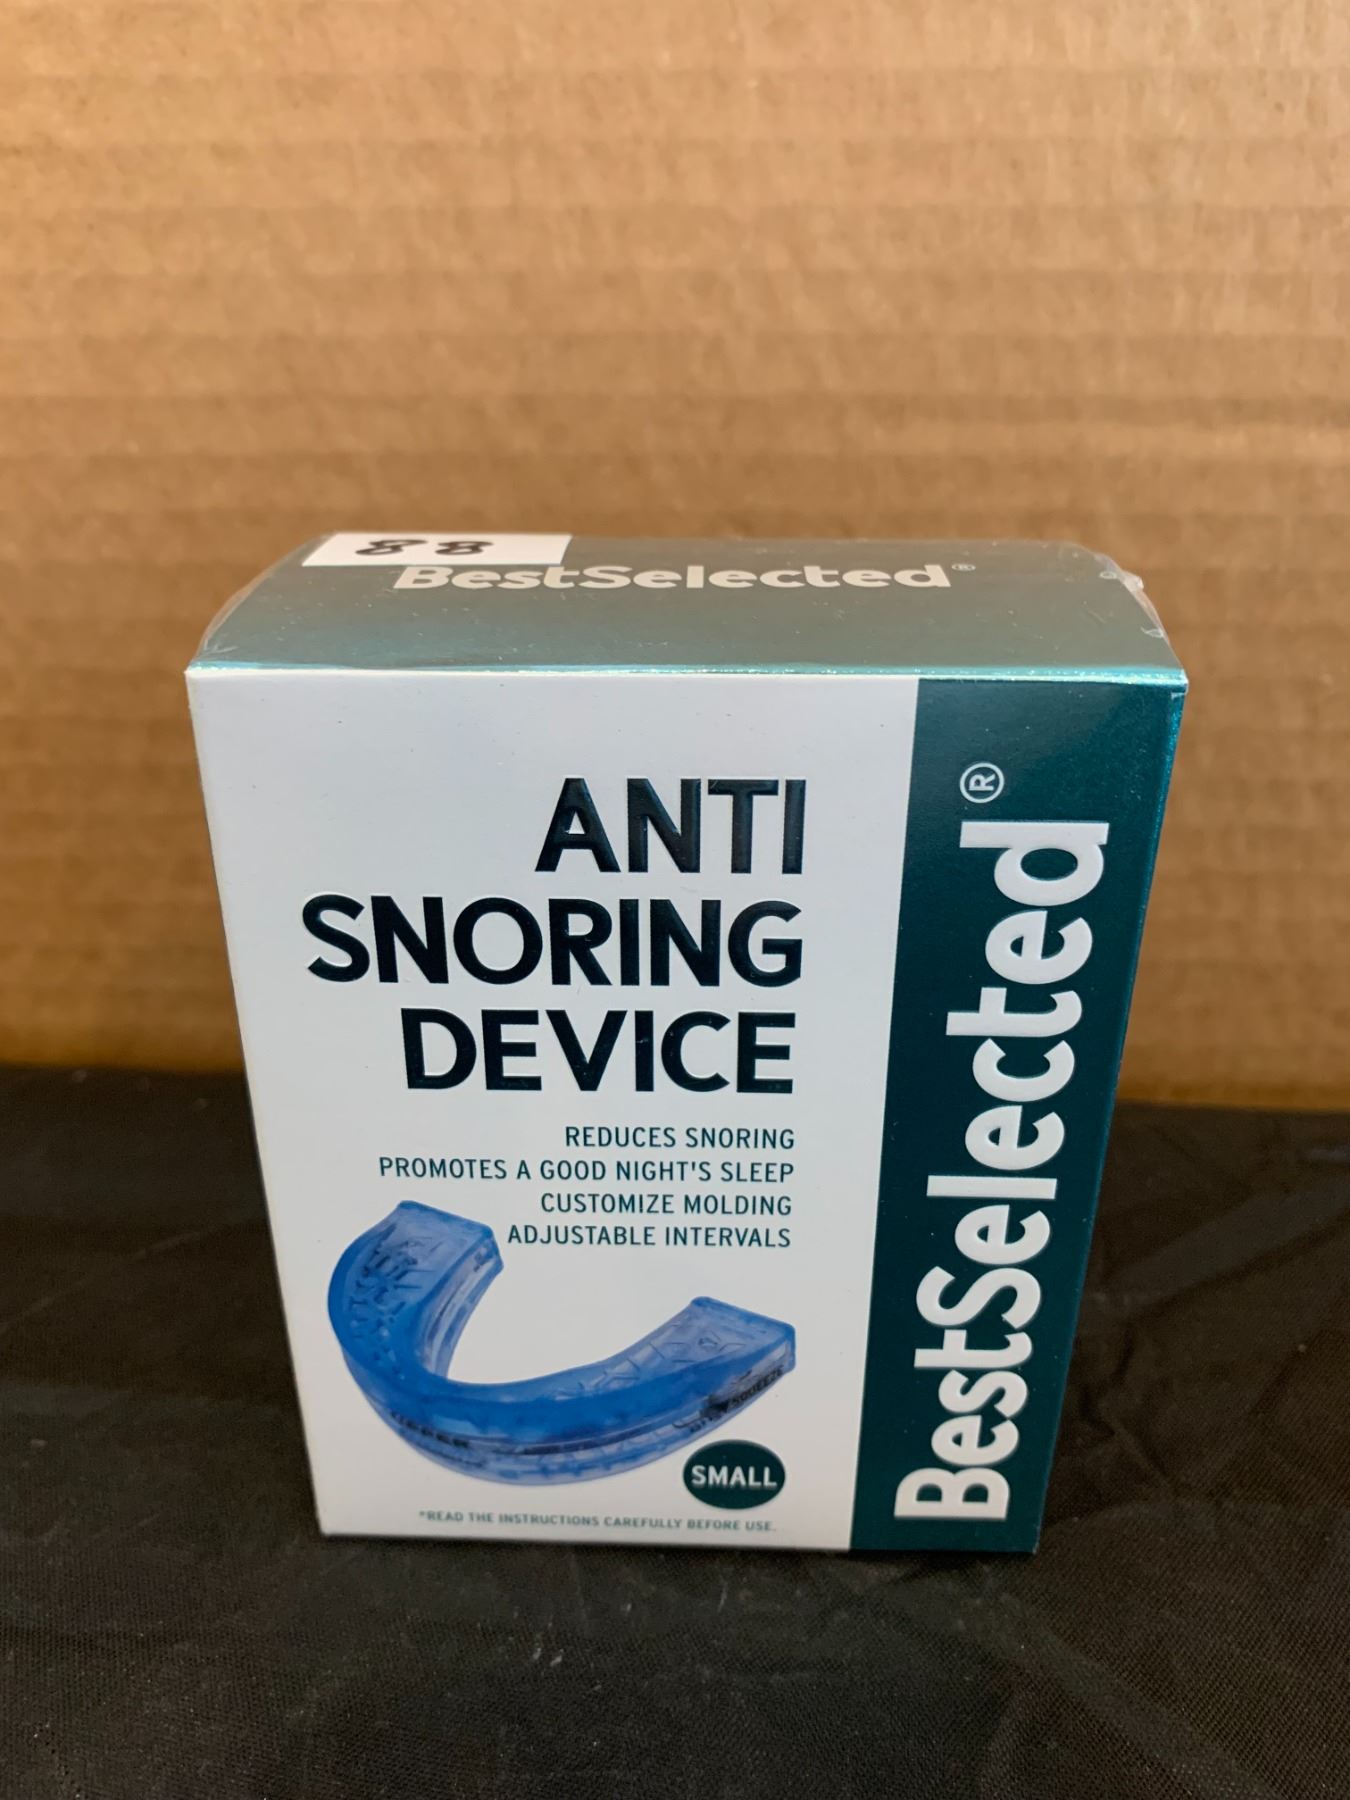 88
BestSelected®
ANTI
SNORING
DEVICE
REDUCES SNORING
PROMOTES A GOOD NIGHT'S SLEEP
CUSTOMIZE MOLDING
ADJUSTABLE INTERVALS
SQUEEZE
SMALL
*READ THE INSTRUCTIONS CAREFULLY BEFORE USE.
BestSelected®